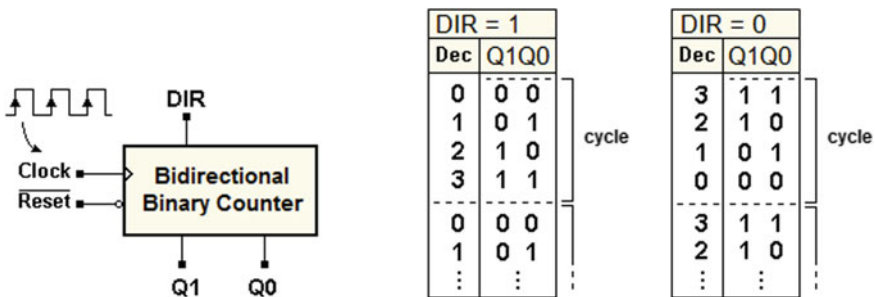 DIR
Clock
Reset
Bidirectional
Binary Counter
Q1 Q0
DIR = 1
Dec Q1Q0
0 0 0
1 0 1
2 1 0
3 1 1
cycle
0 0 0
1 0 1
⋮ ⋮
DIR = 0
Dec Q1Q0
3 1 1
2 1 0
1 0 1
0 0 0
cycle
3 1 1
2 1 0
⋮ ⋮